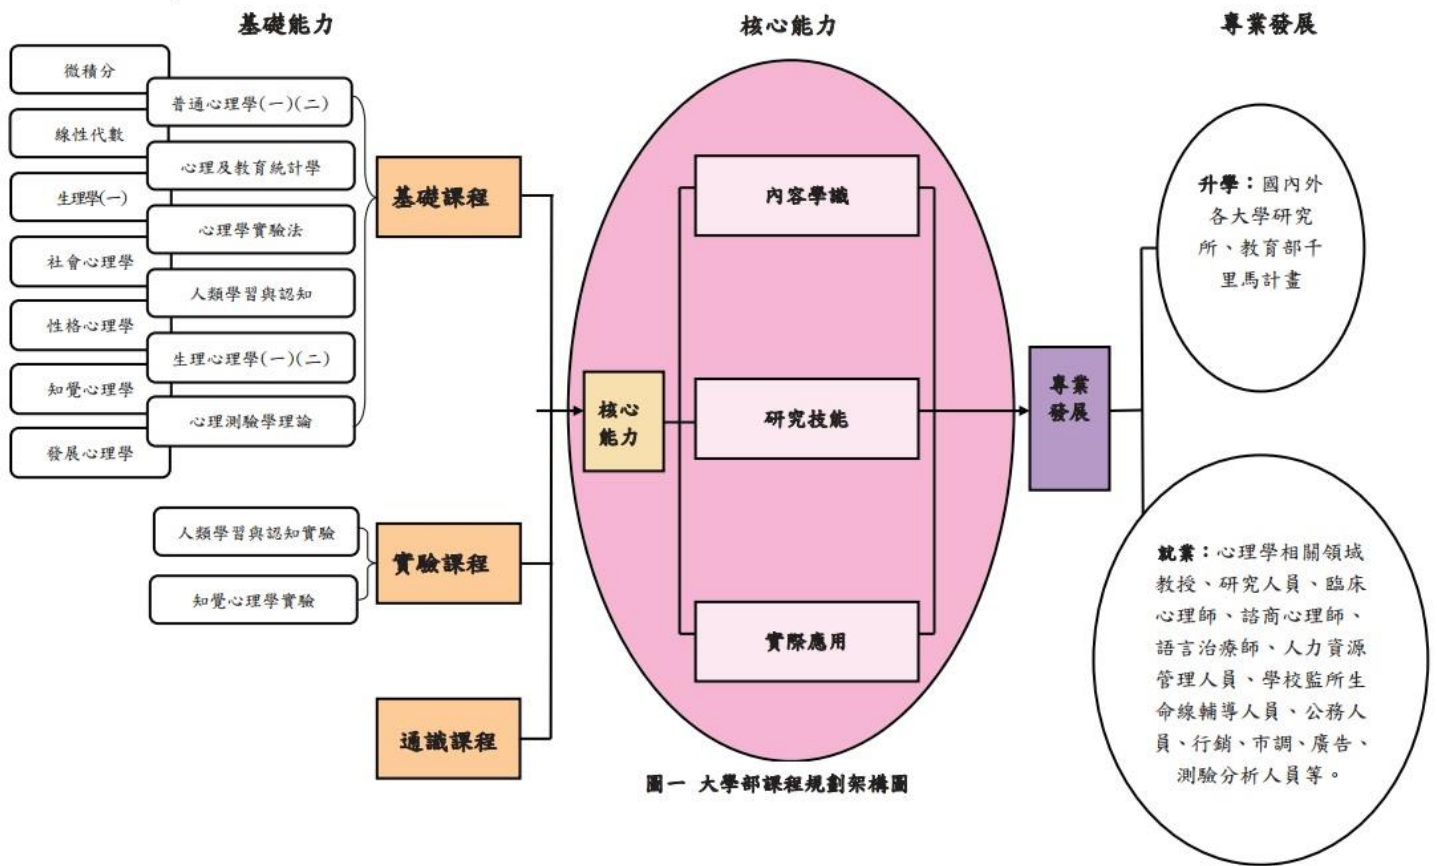 基礎能力
核心能力
專業發展
微積分
線性代數
生理學(一)
社會心理學
性格心理學
知覺心理學
發展心理學
普通心理學(一)(二)
心理及教育統計學
心理學實驗法
人類學習與認知
生理心理學(一)(二)
心理測驗學理論
人類學習與認知實驗
知覺心理學實驗
基礎課程
實驗課程
通識課程
核心
能力
內容學識
研究技能
實際應用
專業
發展
升學：國內外
各大學研究
所、教育部千
里馬計畫
就業：心理學相關領域
教授、研究人員、臨床
心理師、諮商心理師、
語言治療師、人力資源
管理人員、學校監所生
命線輔導人員、公務人
員、行銷、市調、廣告、
測驗分析人員等。
圖一 大學部課程規劃架構圖